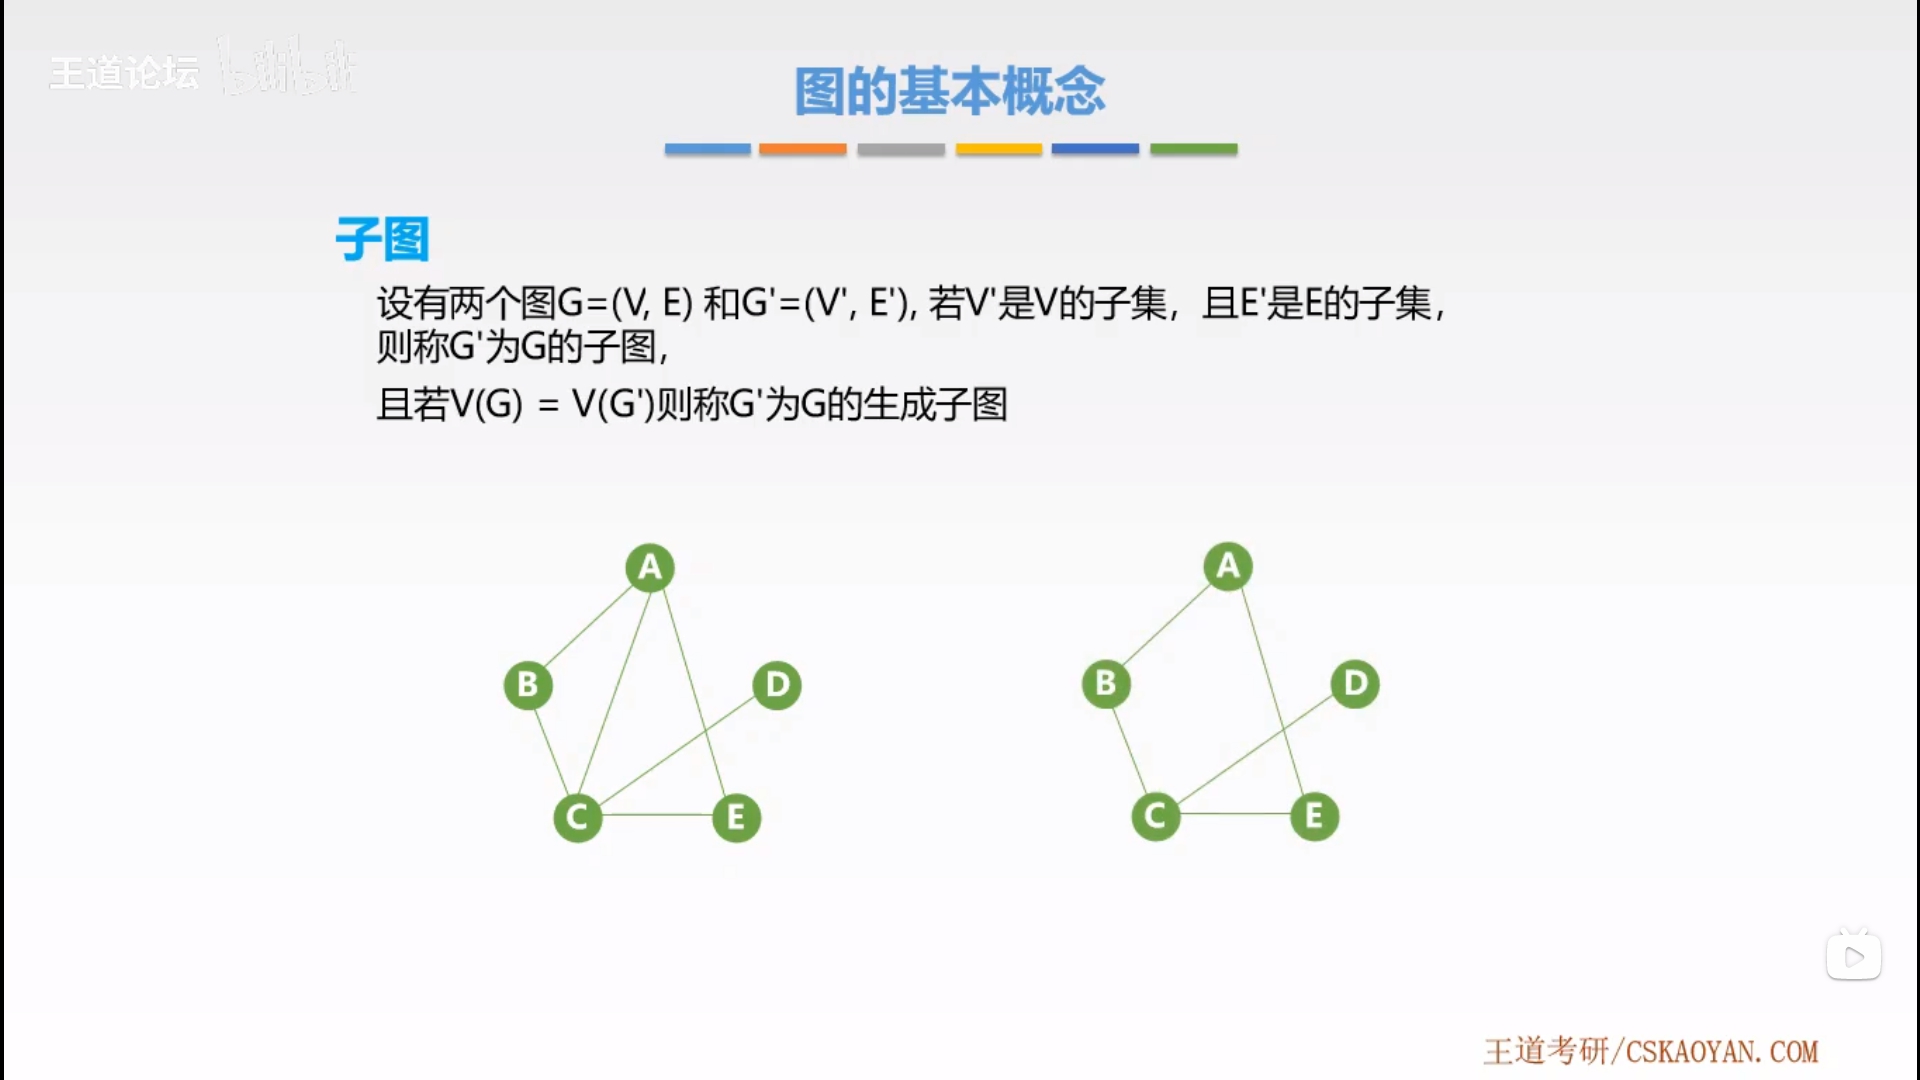 王道论坛 bilibili
图的基本概念
子图
设有两个图G=(V, E) 和G'=(V', E'), 若V'是V的子集，且E'是E的子集，
则称G'为G的子图，
且若V(G) = V(G')则称G'为G的生成子图
A A
B D B D
C E C E
王道考研/CSKAOYAN.COM